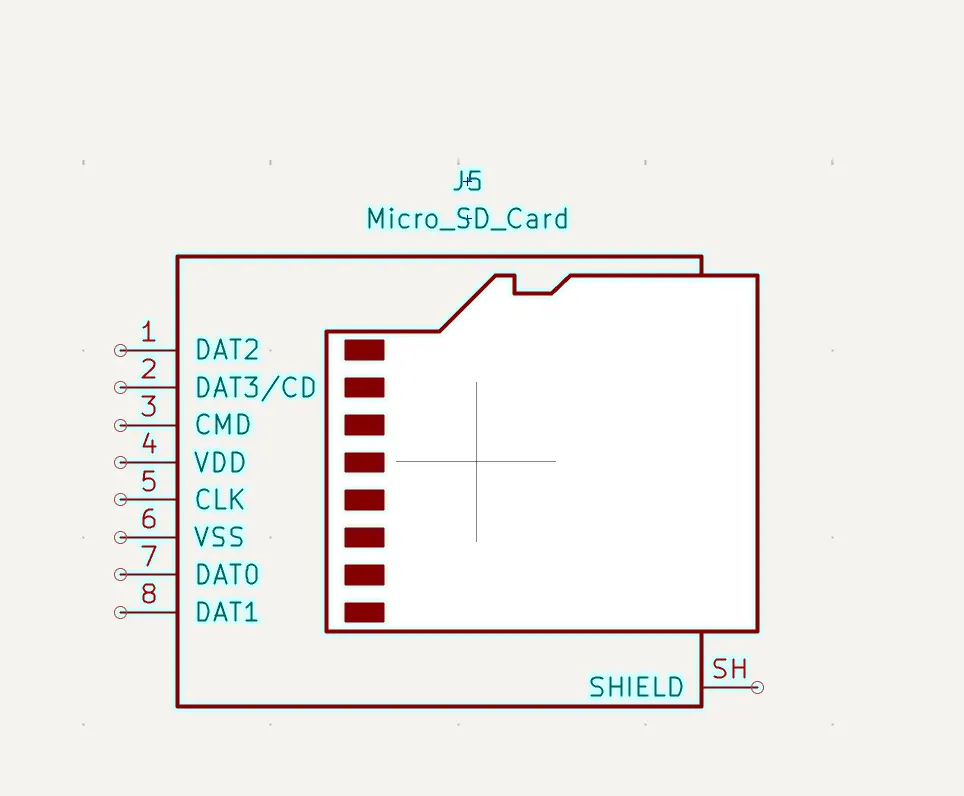 J5
Micro_SD_Card
1 DAT2
2 DAT3/CD
3 CMD
4 VDD
5 CLK
6 VSS
7 DAT0
8 DAT1
SHIELD SH